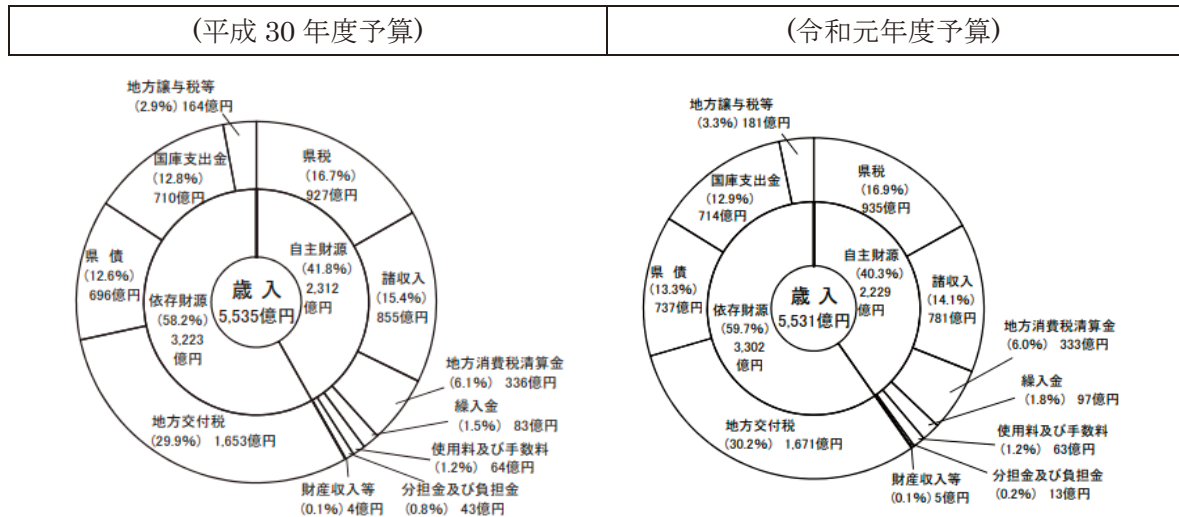 (平成 30 年度予算)
(令和元年度予算)
地方譲与税等
(2.9%) 164億円
国庫支出金
(12.8%)
710億円
県税
(16.7%)
927億円
県 債
(12.6%)
696億円
自主財源
(41.8%)
2,312
億円
諸収入
(15.4%)
855億円
歳 入
5,535億円
依存財源
(58.2%)
3,223
億円
地方消費税清算金
(6.1%) 336億円
繰入金
(1.5%) 83億円
地方交付税
(29.9%) 1,653億円
使用料及び手数料
(1.2%) 64億円
財産収入等
(0.1%) 4億円
分担金及び負担金
(0.8%) 43億円
地方譲与税等
(3.3%) 181億円
国庫支出金
(12.9%)
714億円
県税
(16.9%)
935億円
県 債
(13.3%)
737億円
自主財源
(40.3%)
2,229
億円
諸収入
(14.1%)
781億円
歳 入
5,531億円
依存財源
(59.7%)
3,302
億円
地方消費税清算金
(6.0%) 333億円
繰入金
(1.8%) 97億円
地方交付税
(30.2%) 1,671億円
使用料及び手数料
(1.2%) 63億円
財産収入等
(0.1%) 5億円
分担金及び負担金
(0.2%) 13億円